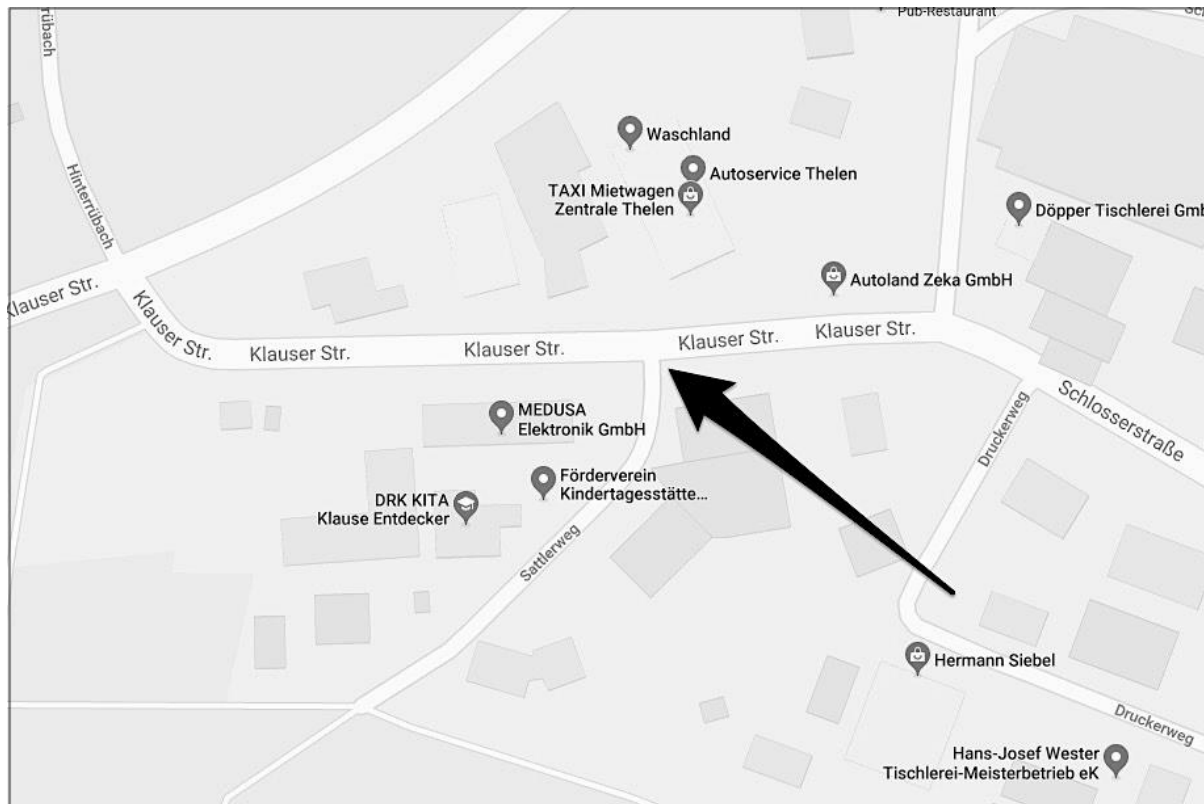 Pub-Restaurant
Waschland
Autoservice Thelen
TAXI Mietwagen
Zentrale Thelen
Hinterrübach
Döpper Tischlerei Gmb
Autoland Zeka GmbH
Klauser Str.
Klauser Str.
Klauser Str.
Klauser Str.
Klauser Str.
Klauser Str.
Schlosserstraße
Druckerweg
MEDUSA
Elektronik GmbH
Förderverein
Kindertagesstätte...
DRK KITA
Klause Entdecker
Sattlerweg
Hermann Siebel
Druckerweg
Hans-Josef Wester
Tischlerei-Meisterbetrieb eK